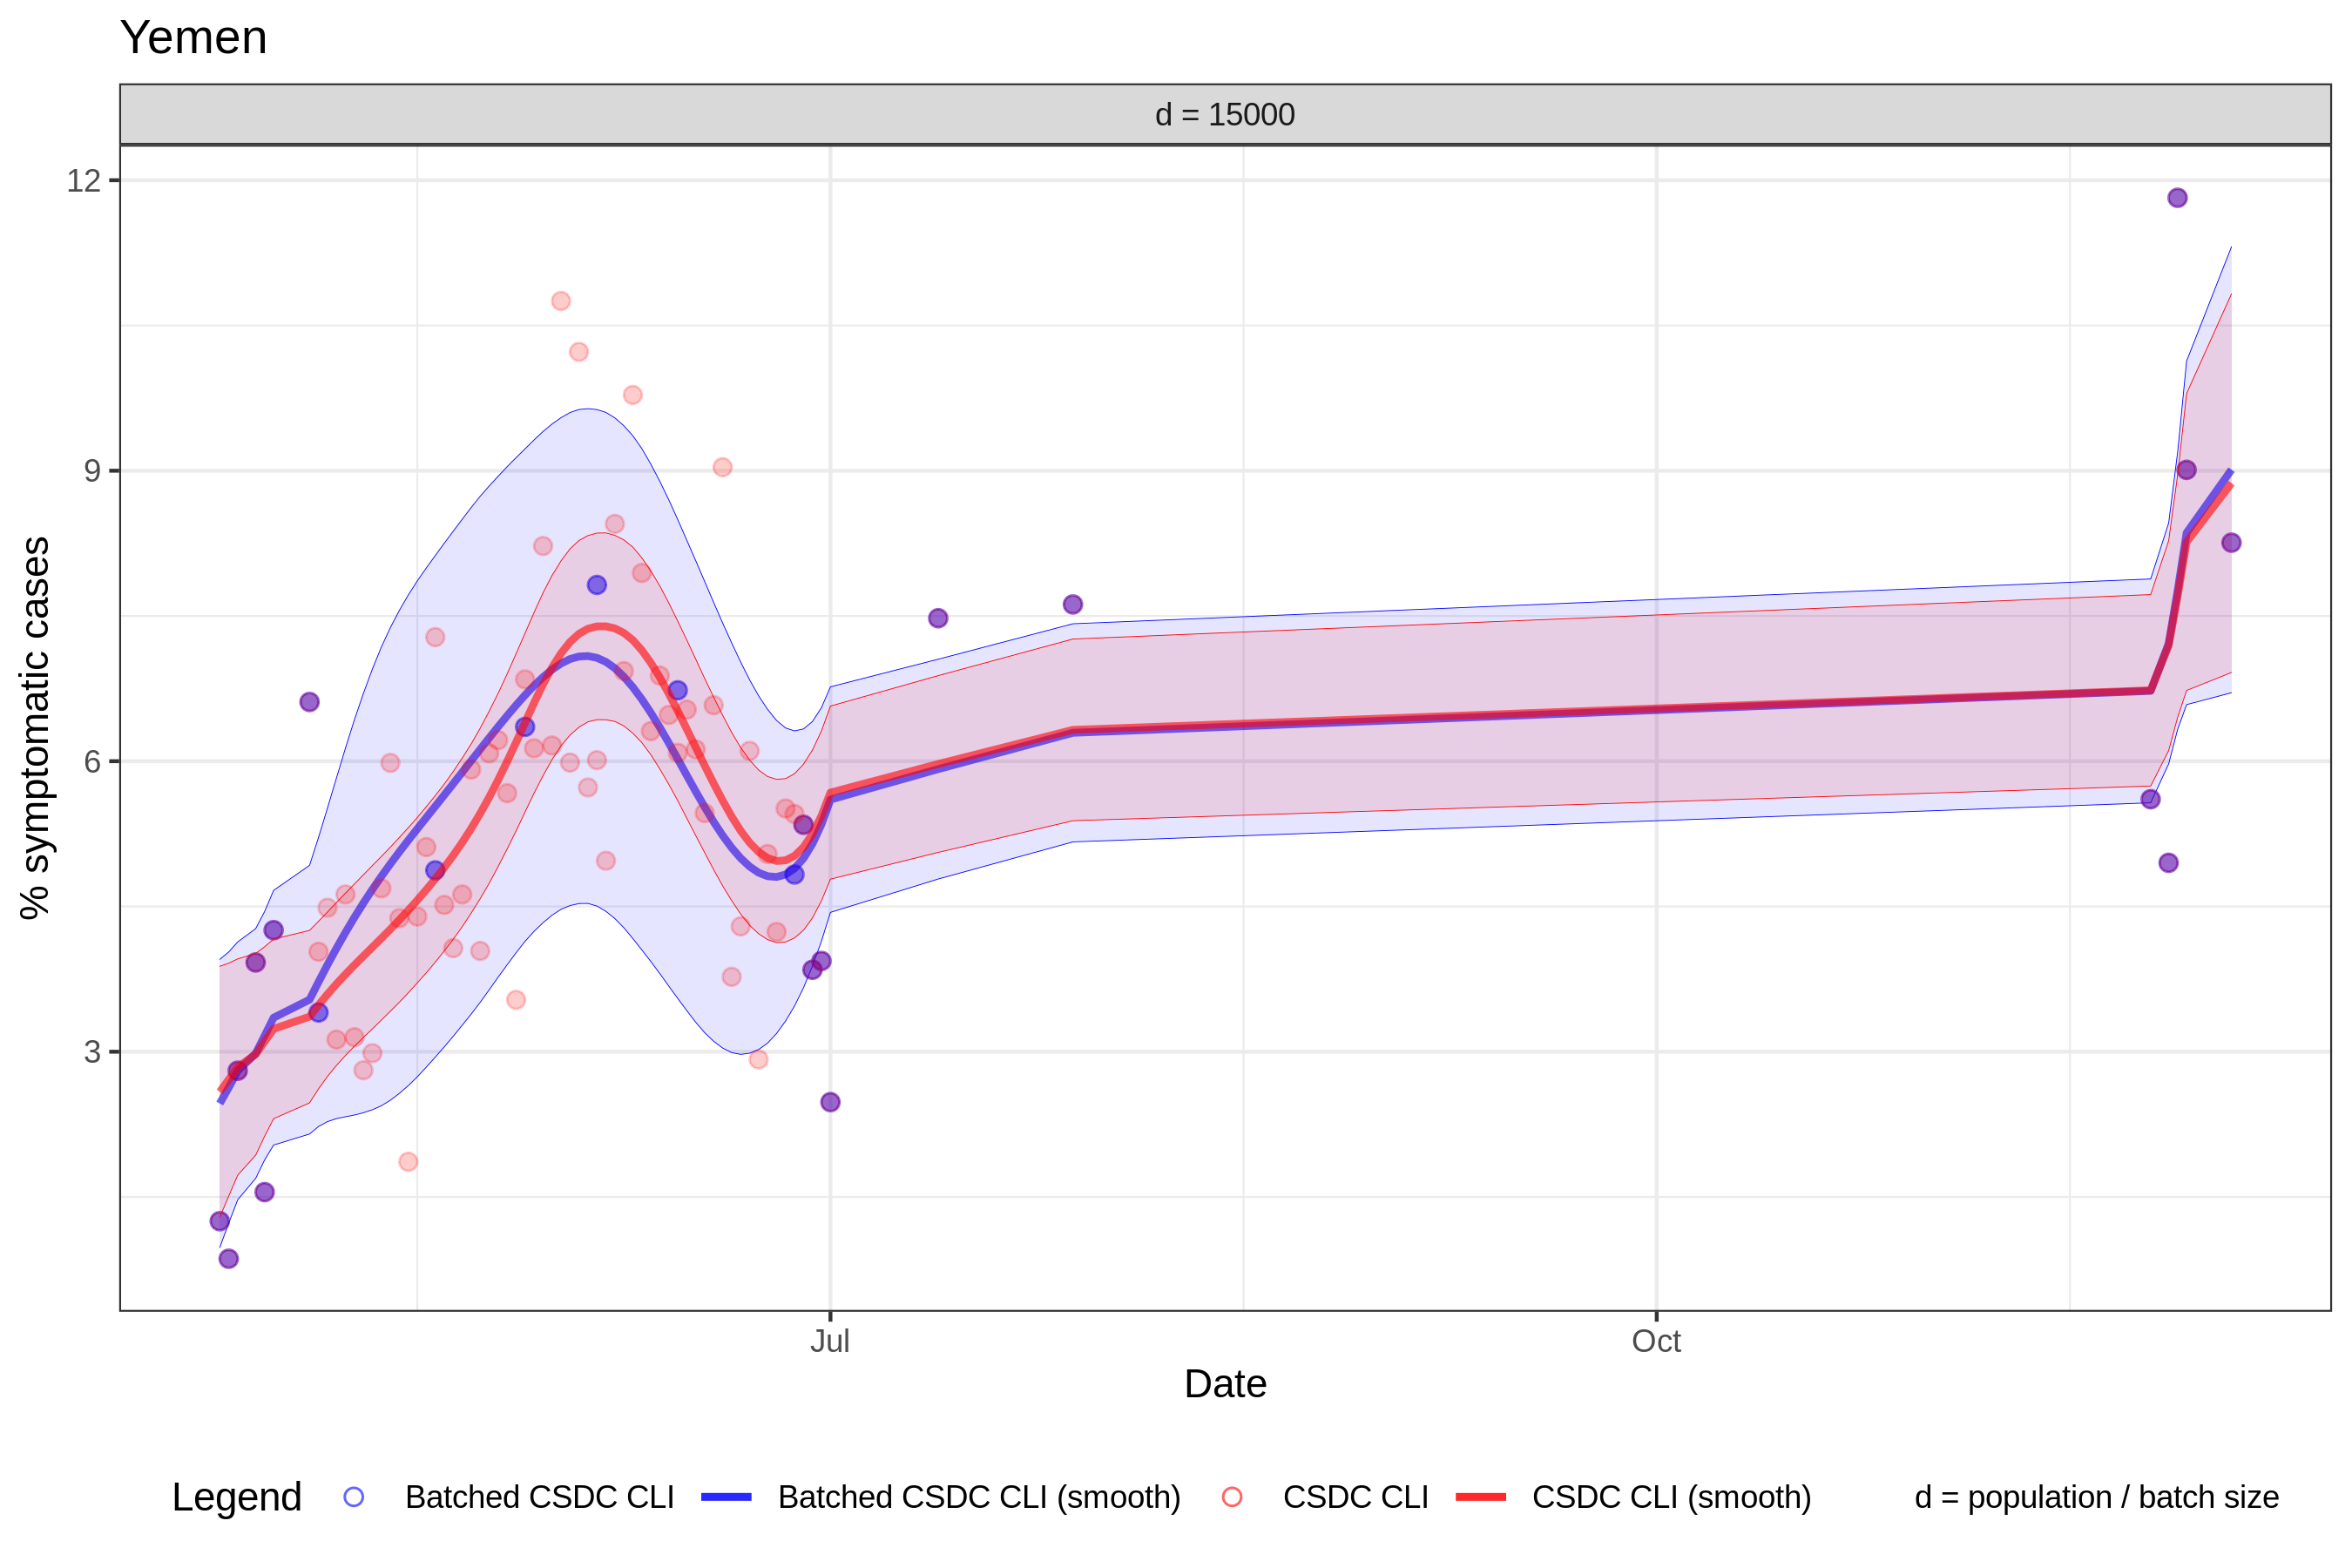 Yemen
d = 15000
12
9
6
3
% symptomatic cases
Jul
Oct
Date
Legend
Batched CSDC CLI
Batched CSDC CLI (smooth)
CSDC CLI
CSDC CLI (smooth)
d = population / batch size